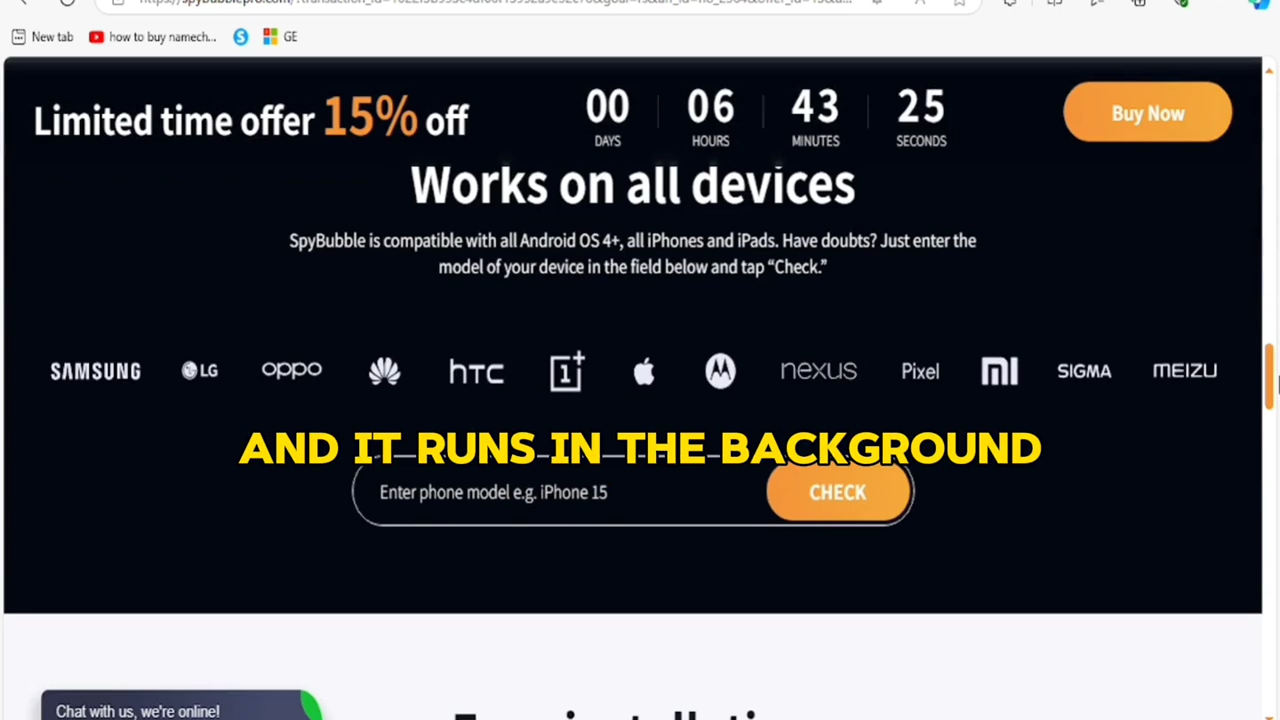 New tab
how to buy namech...
GE
Limited time offer 15% off
00 06 43 25
DAYS HOURS MINUTES SECONDS
Buy Now
Works on all devices
SpyBubble is compatible with all Android OS 4+, all iPhones and iPads. Have doubts? Just enter the
model of your device in the field below and tap “Check.”
SAMSUNG LG oppo hTC 1+ nexus Pixel mi SIGMA MEIZU
AND IT RUNS IN THE BACKGROUND
Enter phone model e.g. iPhone 15
CHECK
Chat with us, we're online!